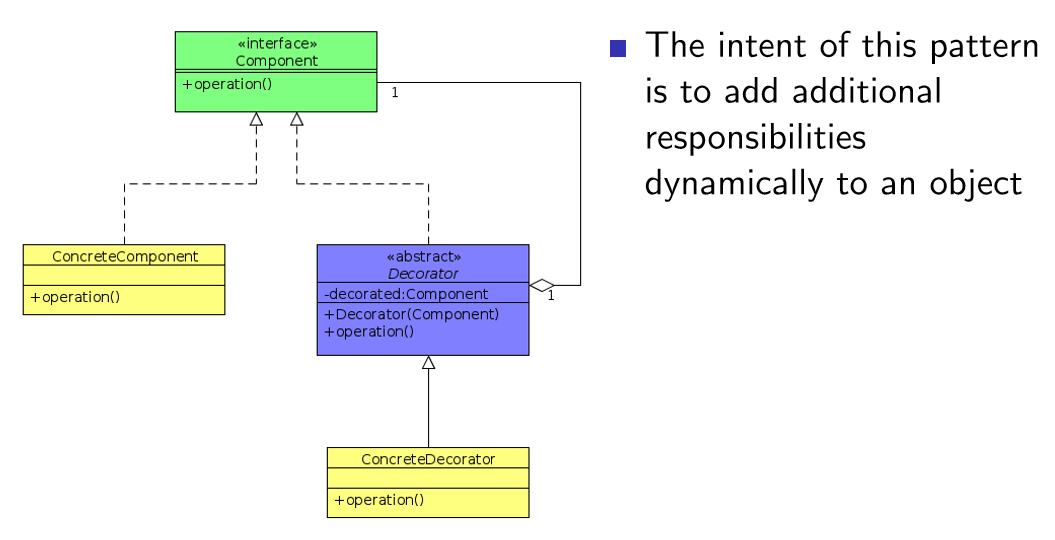 «interface»
Component
+operation()
1
The intent of this pattern
is to add additional
responsibilities
dynamically to an object
ConcreteComponent
+operation()
«abstract»
Decorator
-decorated:Component
+Decorator(Component)
+operation()
1
ConcreteDecorator
+operation()